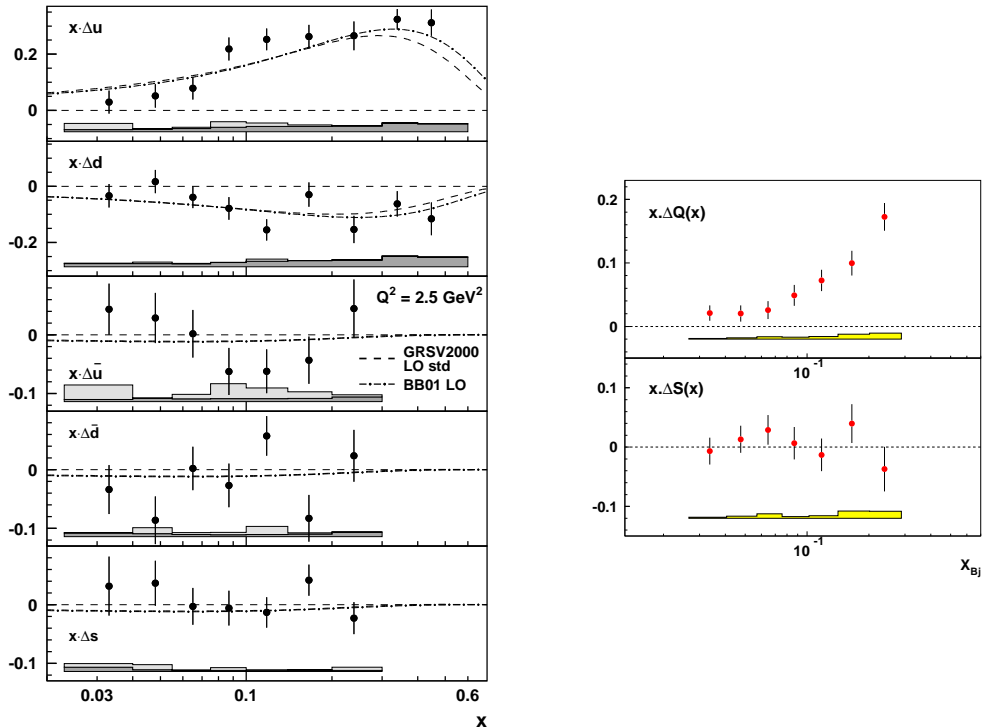 x·Δu
0.2
0
x·Δd
0
-0.2
Q² = 2.5 GeV²
0
GRSV2000
LO std
BB01 LO
x·Δū
-0.1
x·Δd̄
0
-0.1
0
x·Δs
-0.1
0.03
0.1
0.6
x
0.2
x.ΔQ(x)
0.1
0
10⁻¹
0.1
x.ΔS(x)
0
-0.1
10⁻¹
X_Bj